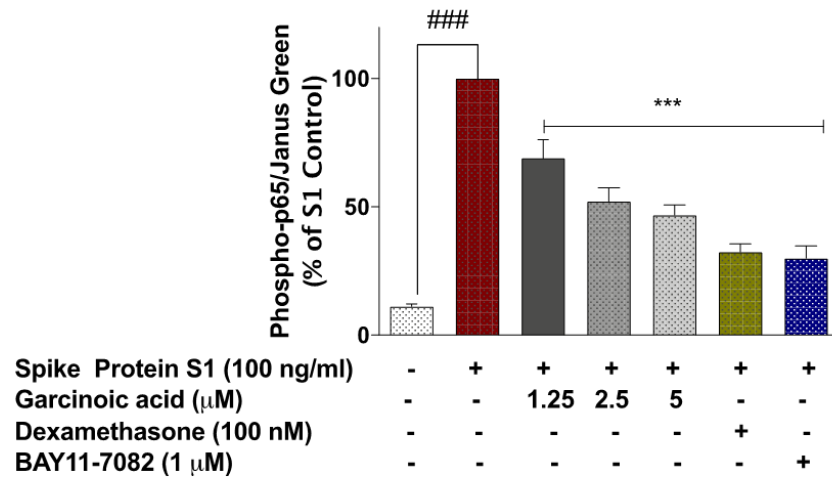 ###
Phospho-p65/Janus Green
(% of S1 Control)
100
***
50
0
Spike Protein S1 (100 ng/ml) - + + + + + +
Garcinoic acid (μM) - - 1.25 2.5 5 - -
Dexamethasone (100 nM) - - - - - + -
BAY11-7082 (1 μM) - - - - - - +